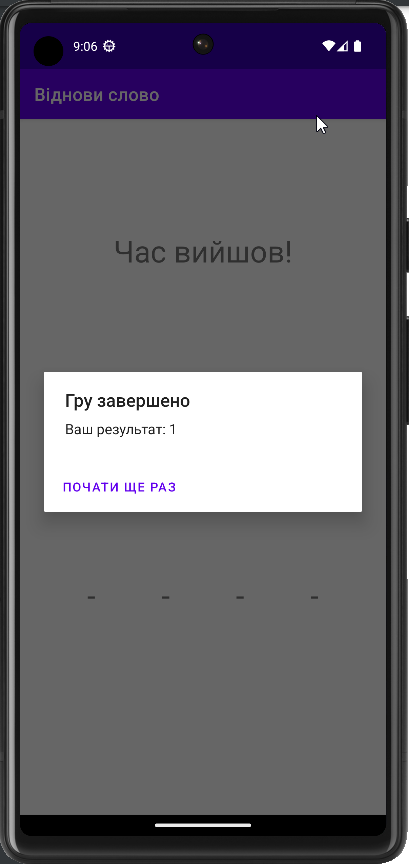 9:06
Віднови слово
Час вийшов!
Гру завершено
Ваш результат: 1
ПОЧАТИ ЩЕ РАЗ
- - - -